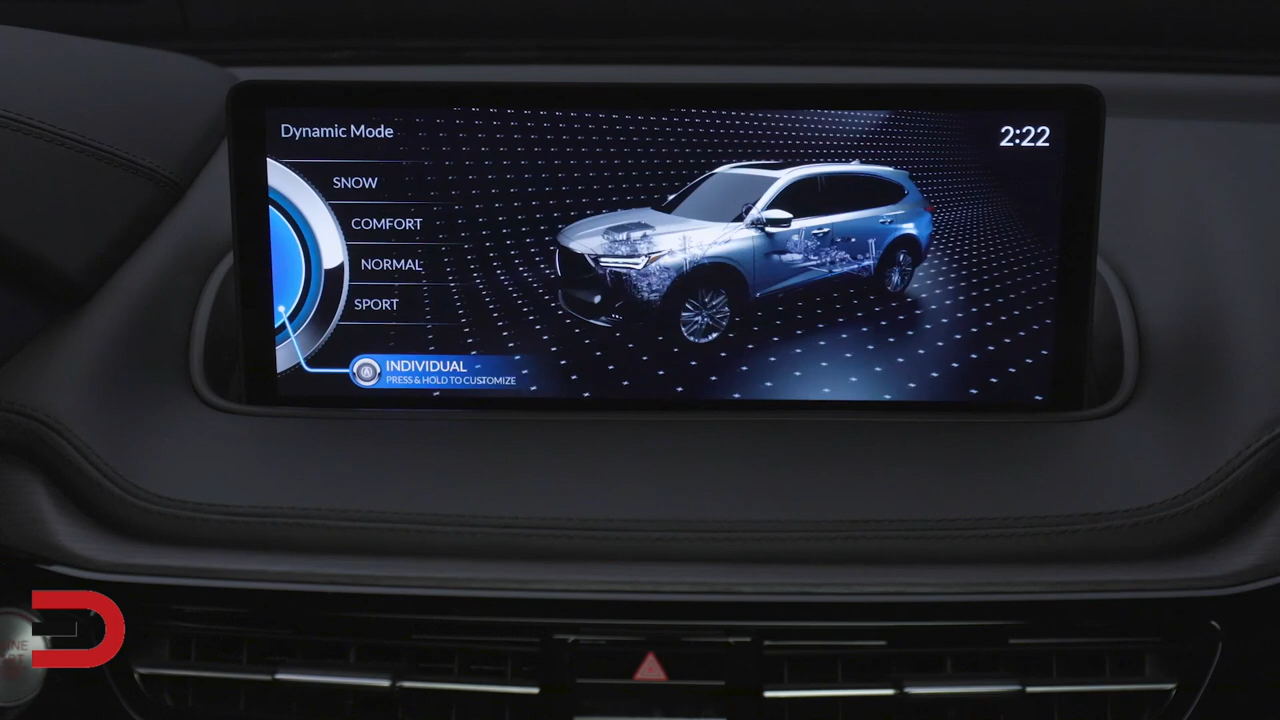 Dynamic Mode
2:22
SNOW
COMFORT
NORMAL
SPORT
INDIVIDUAL
PRESS & HOLD TO CUSTOMIZE